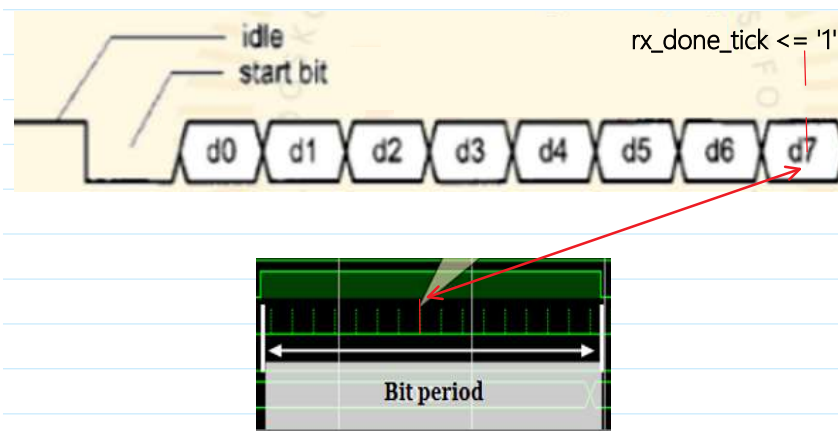 idle
rx_done_tick <= '1'
start bit
d0 d1 d2 d3 d4 d5 d6 d7
Bit period